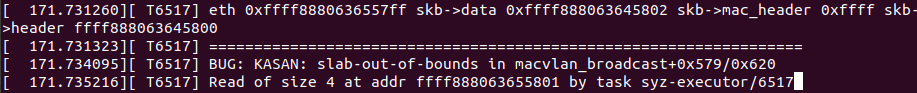 [  171.731260][ T6517] eth 0xffff8880636557ff skb->data 0xffff888063645802 skb->mac_header 0xffff skb-
>header ffff888063645800
[  171.731323][ T6517] ==================================================================
[  171.734095][ T6517] BUG: KASAN: slab-out-of-bounds in macvlan_broadcast+0x579/0x620
[  171.735216][ T6517] Read of size 4 at addr ffff888063655801 by task syz-executor/6517